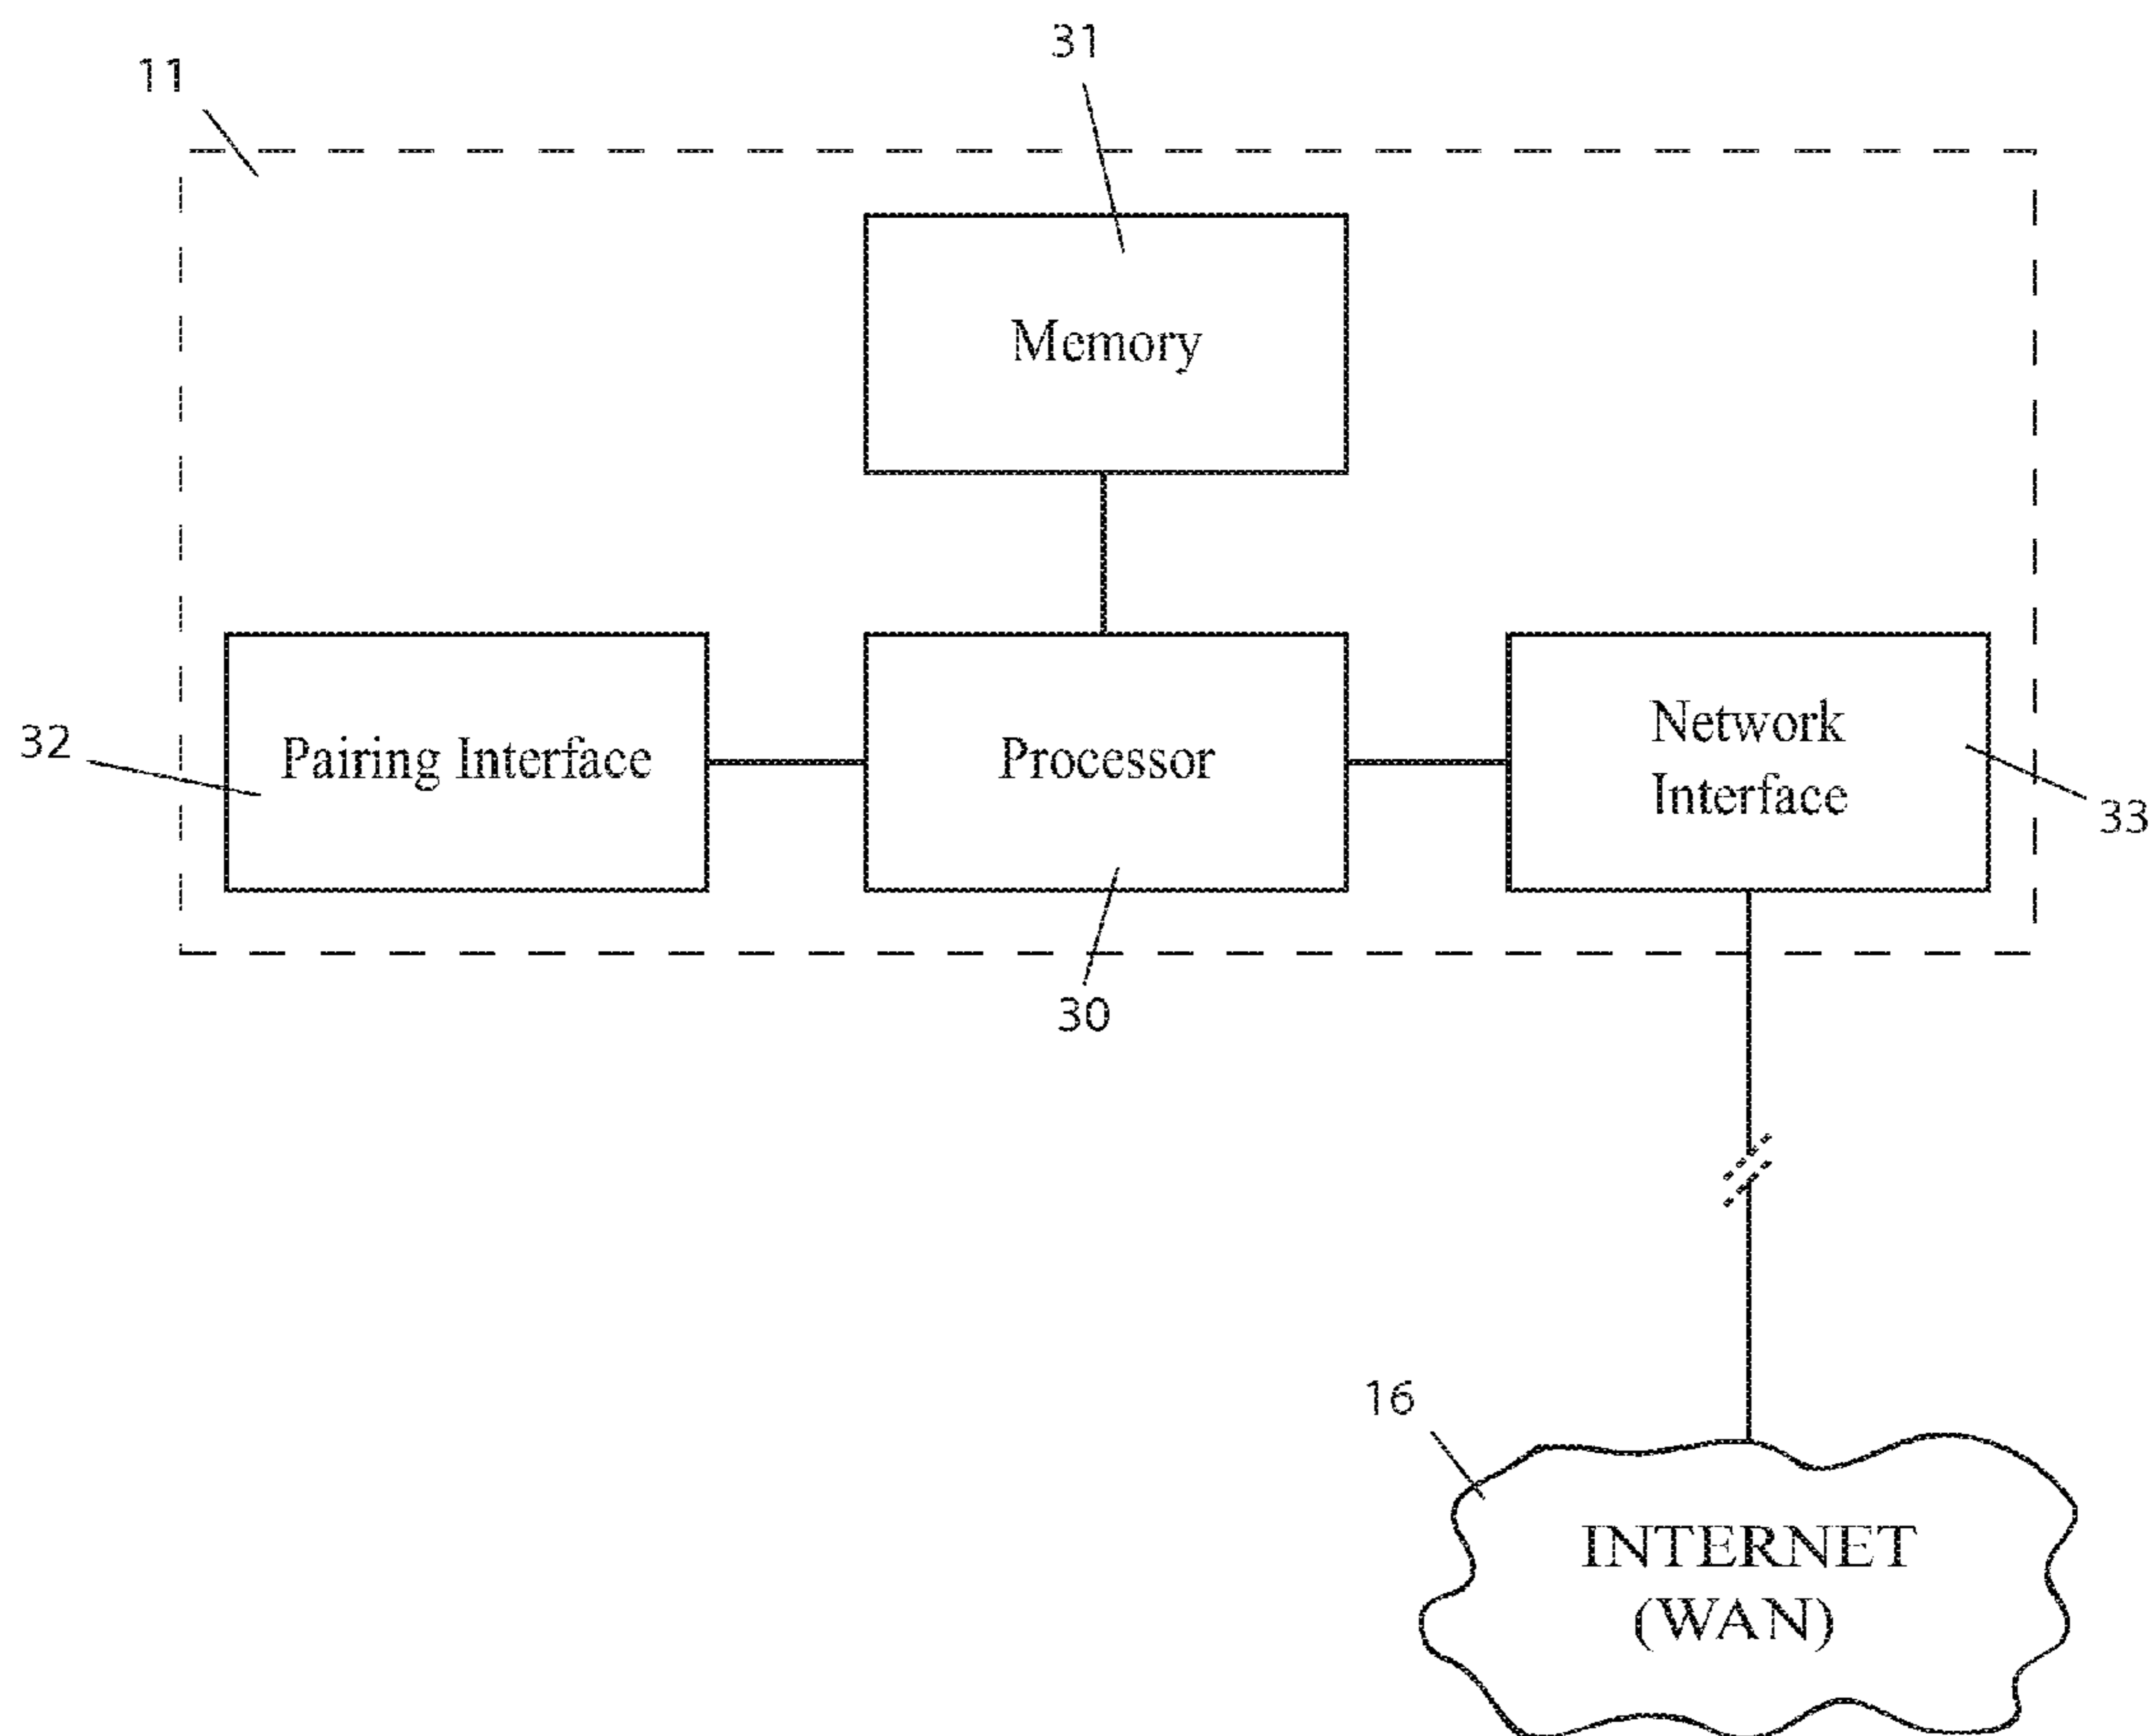 31
11
Memory
32
Pairing Interface
Processor
Network
Interface
33
30
16
INTERNET
(WAN)